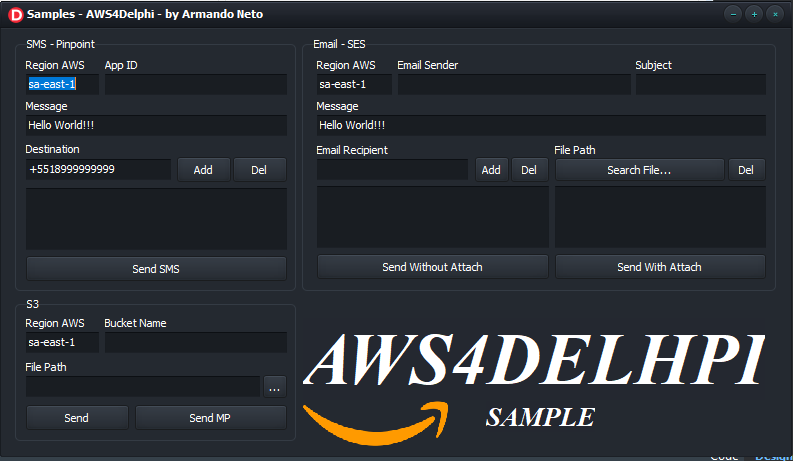 D Samples - AWS4Delphi - by Armando Neto
SMS - Pinpoint
Region AWS App ID
sa-east-1
Message
Hello World!!!
Destination
+5518999999999 Add Del
Send SMS
Email - SES
Region AWS Email Sender Subject
sa-east-1
Message
Hello World!!!
Email Recipient File Path
Add Del Search File... Del
Send Without Attach Send With Attach
S3
Region AWS Bucket Name
sa-east-1
File Path
...
Send Send MP
AWS4DELHPI
SAMPLE
Code Design